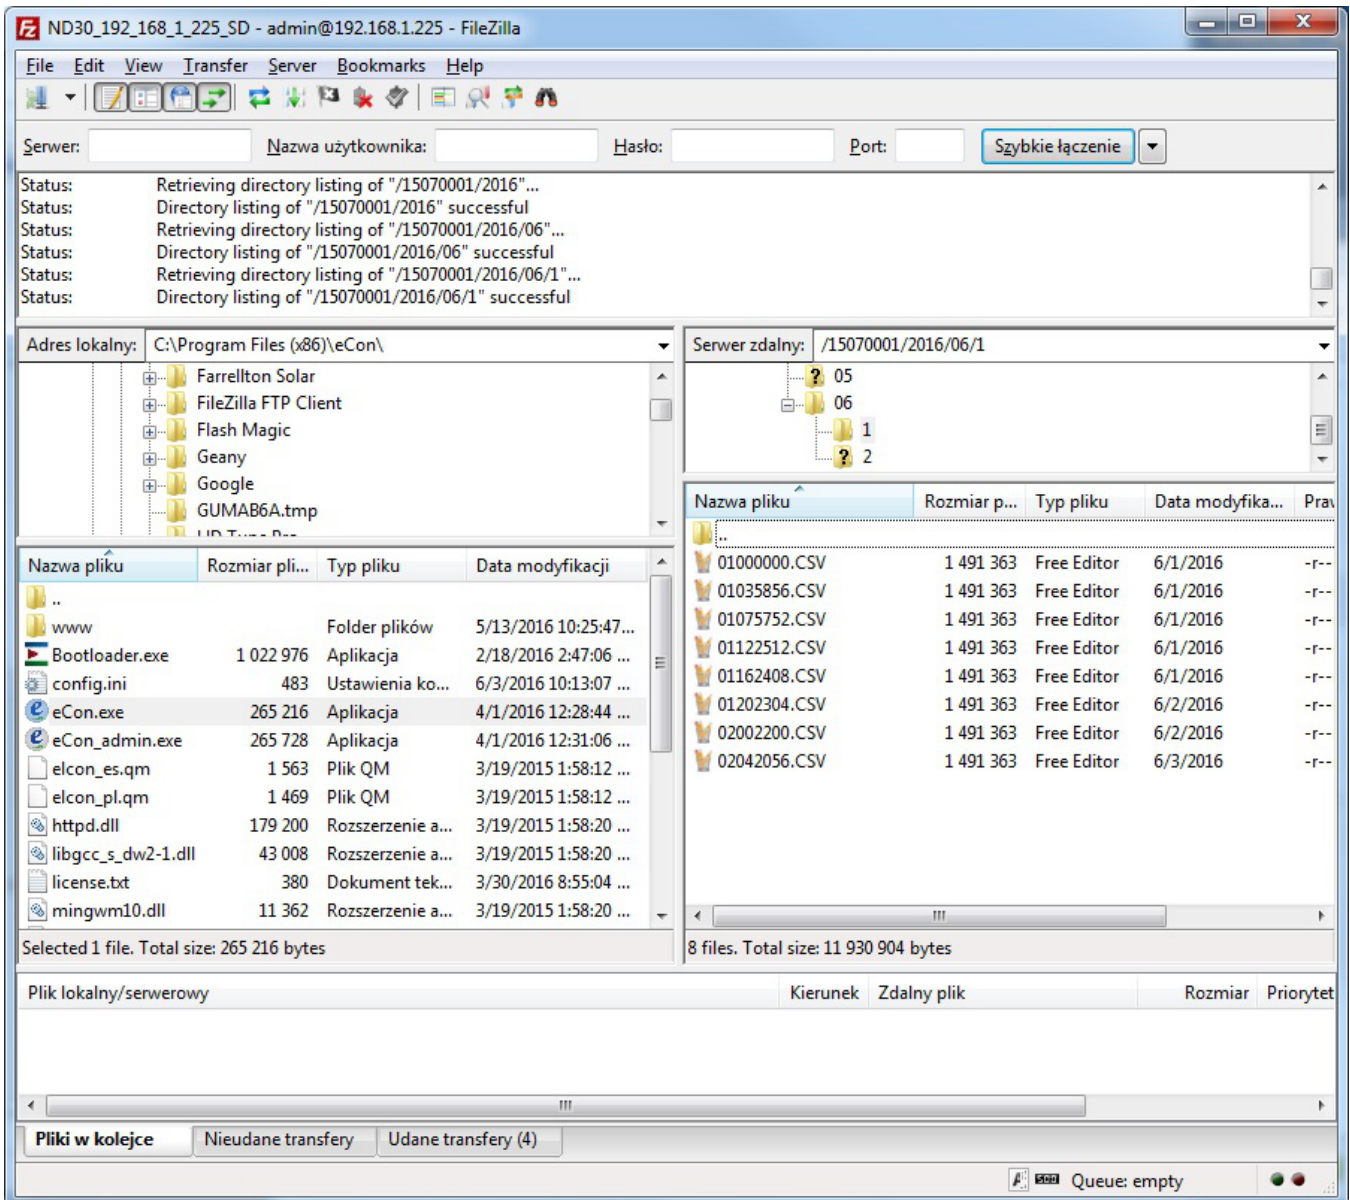 ND30_192_168_1_225_SD - admin@192.168.1.225 - FileZilla
File Edit View Transfer Server Bookmarks Help
Serwer: Nazwa użytkownika: Hasło: Port: Szybkie łączenie
Status: Retrieving directory listing of "/15070001/2016"...
Status: Directory listing of "/15070001/2016" successful
Status: Retrieving directory listing of "/15070001/2016/06"...
Status: Directory listing of "/15070001/2016/06" successful
Status: Retrieving directory listing of "/15070001/2016/06/1"...
Status: Directory listing of "/15070001/2016/06/1" successful
Adres lokalny: C:\Program Files (x86)\eCon\
Farrellton Solar
FileZilla FTP Client
Flash Magic
Geany
Google
GUMAB6A.tmp
Nazwa pliku Rozmiar pli... Typ pliku Data modyfikacji
..
www Folder plików 5/13/2016 10:25:47...
Bootloader.exe 1 022 976 Aplikacja 2/18/2016 2:47:06 ...
config.ini 483 Ustawienia ko... 6/3/2016 10:13:07 ...
eCon.exe 265 216 Aplikacja 4/1/2016 12:28:44 ...
eCon_admin.exe 265 728 Aplikacja 4/1/2016 12:31:06 ...
elcon_es.qm 1 563 Plik QM 3/19/2015 1:58:12 ...
elcon_pl.qm 1 469 Plik QM 3/19/2015 1:58:12 ...
httpd.dll 179 200 Rozszerzenie a... 3/19/2015 1:58:20 ...
libgcc_s_dw2-1.dll 43 008 Rozszerzenie a... 3/19/2015 1:58:20 ...
license.txt 380 Dokument tek... 3/30/2016 8:55:04 ...
mingwm10.dll 11 362 Rozszerzenie a... 3/19/2015 1:58:20 ...
Selected 1 file. Total size: 265 216 bytes
Serwer zdalny: /15070001/2016/06/1
05
06
1
2
Nazwa pliku Rozmiar p... Typ pliku Data modyfika... Praw
..
01000000.CSV 1 491 363 Free Editor 6/1/2016 -r--
01035856.CSV 1 491 363 Free Editor 6/1/2016 -r--
01075752.CSV 1 491 363 Free Editor 6/1/2016 -r--
01122512.CSV 1 491 363 Free Editor 6/1/2016 -r--
01162408.CSV 1 491 363 Free Editor 6/1/2016 -r--
01202304.CSV 1 491 363 Free Editor 6/2/2016 -r--
02002200.CSV 1 491 363 Free Editor 6/2/2016 -r--
02042056.CSV 1 491 363 Free Editor 6/3/2016 -r--
8 files. Total size: 11 930 904 bytes
Plik lokalny/serwerowy Kierunek Zdalny plik Rozmiar Priorytet
Pliki w kolejce Nieudane transfery Udane transfery (4)
Queue: empty